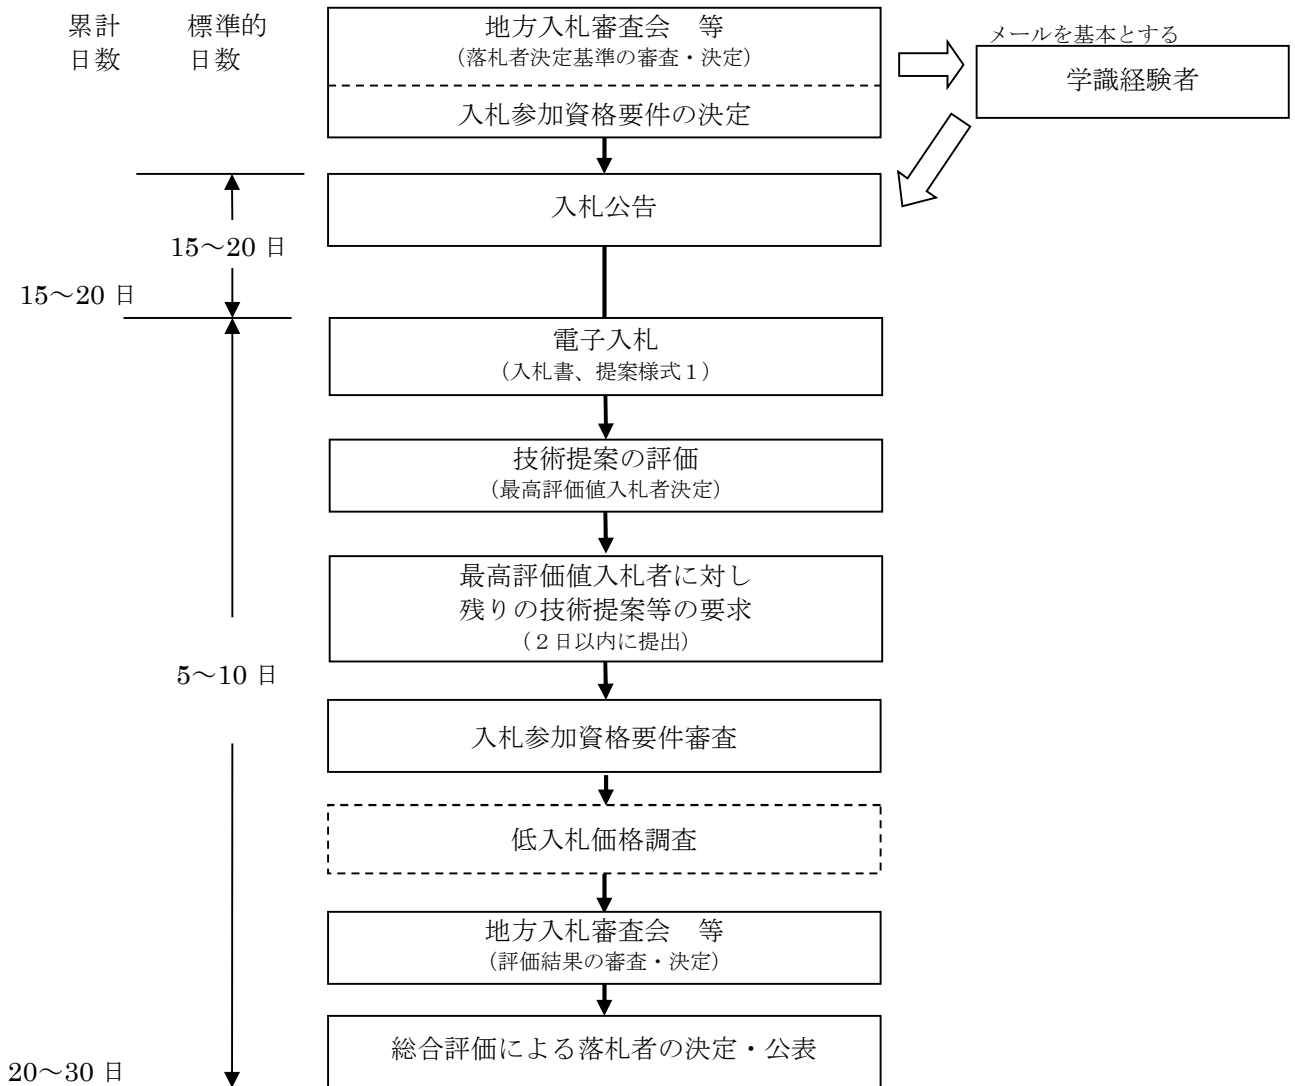 累計
日数
標準的
日数
地方入札審査会　等
(落札者決定基準の審査・決定)
入札参加資格要件の決定
メールを基本とする
学識経験者
入札公告
15～20 日
15～20 日
電子入札
(入札書、提案様式１)
技術提案の評価
(最高評価値入札者決定)
最高評価値入札者に対し
残りの技術提案等の要求
(２日以内に提出)
5～10 日
入札参加資格要件審査
低入札価格調査
地方入札審査会　等
(評価結果の審査・決定)
総合評価による落札者の決定・公表
20～30 日